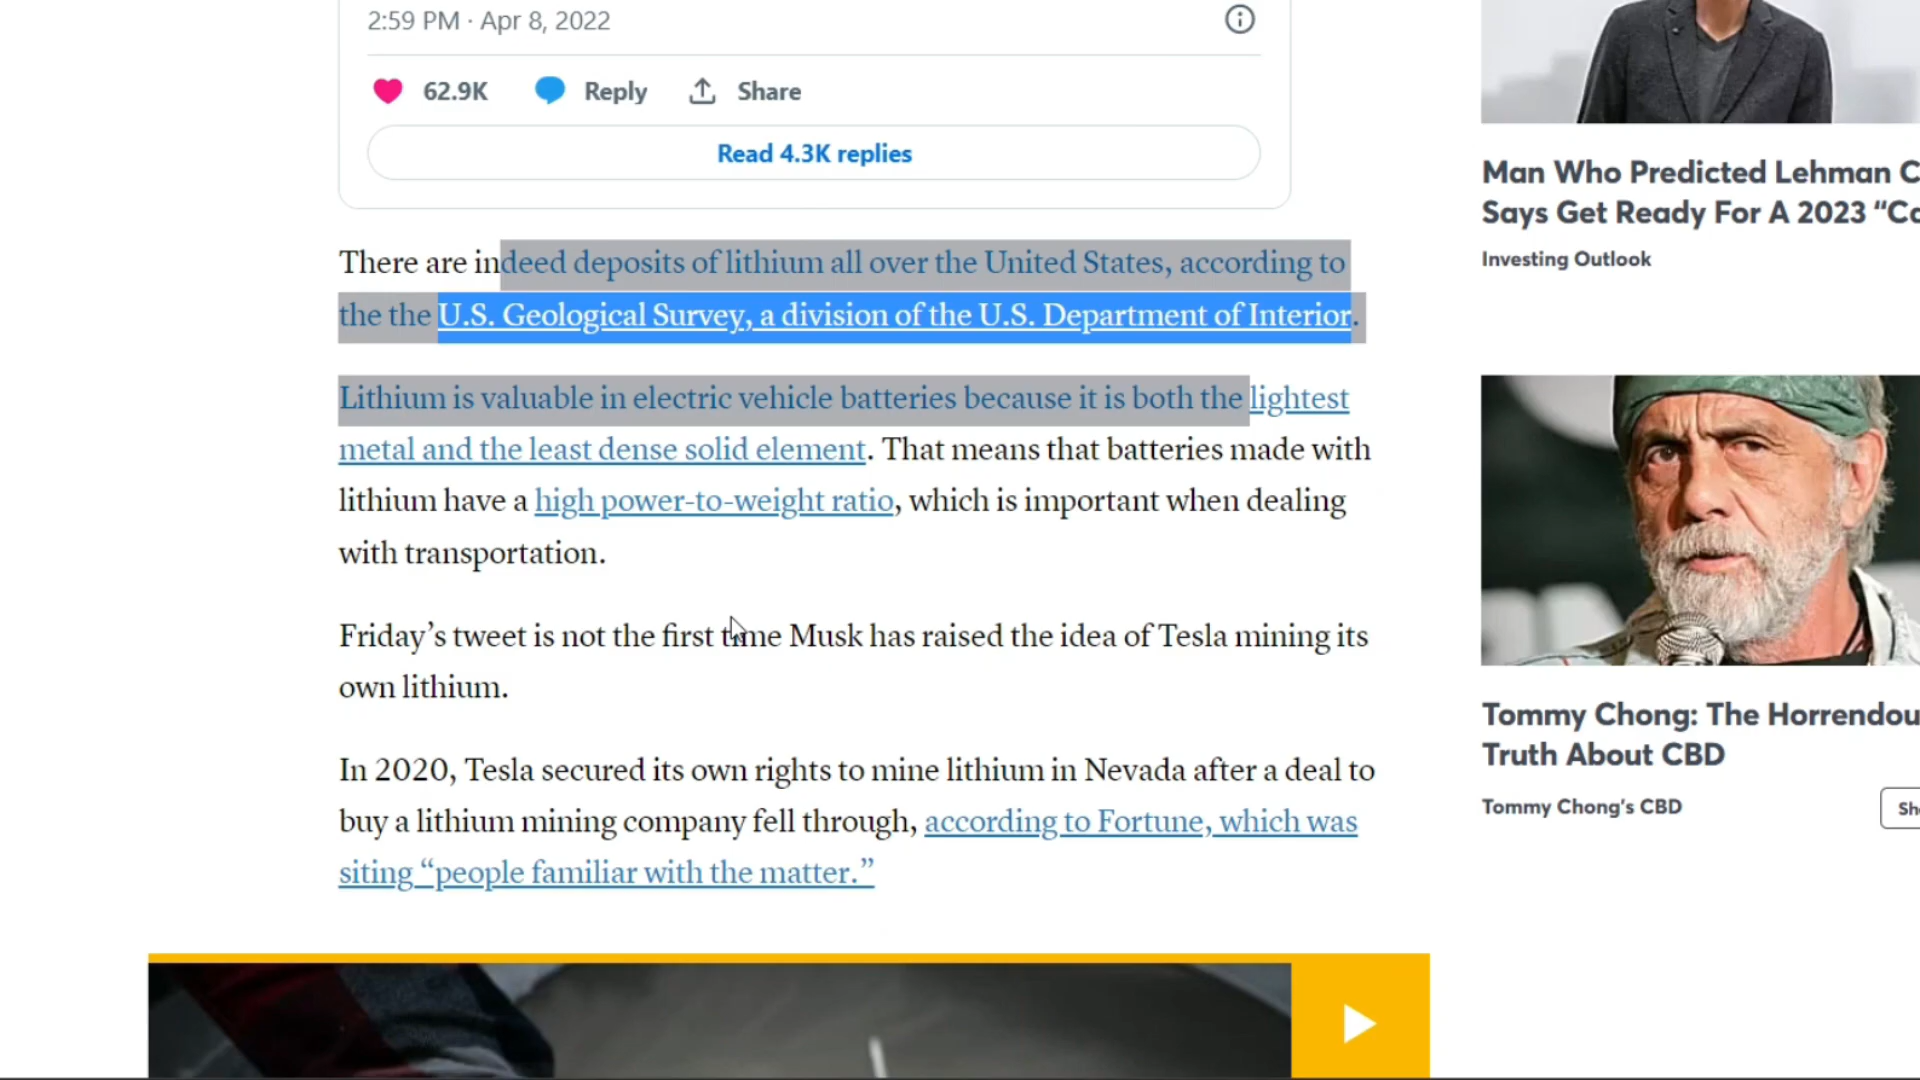 2:59 PM · Apr 8, 2022
62.9K Reply Share
Read 4.3K replies
There are indeed deposits of lithium all over the United States, according to
the the U.S. Geological Survey, a division of the U.S. Department of Interior.
Lithium is valuable in electric vehicle batteries because it is both the lightest
metal and the least dense solid element. That means that batteries made with
lithium have a high power-to-weight ratio, which is important when dealing
with transportation.
Friday’s tweet is not the first time Musk has raised the idea of Tesla mining its
own lithium.
In 2020, Tesla secured its own rights to mine lithium in Nevada after a deal to
buy a lithium mining company fell through, according to Fortune, which was
siting “people familiar with the matter.”
Man Who Predicted Lehman
Says Get Ready For A 2023
Investing Outlook
Tommy Chong: The
Truth About CBD
Tommy Chong’s CBD